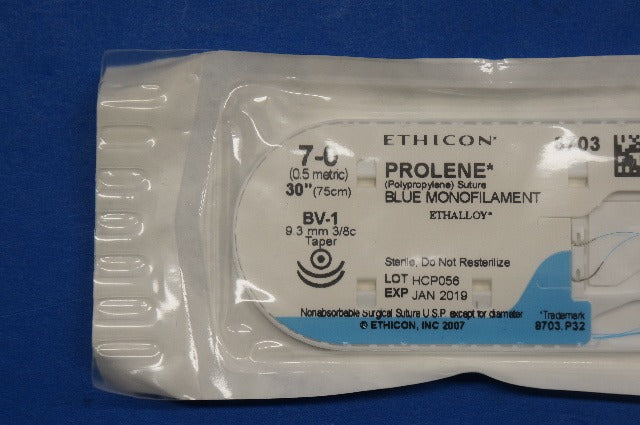 7-0
(0.5 metric)
30" (75cm)
BV-1
9.3 mm 3/8c
Taper
ETHICON*
8703
PROLENE*
(Polypropylene) Suture
BLUE MONOFILAMENT
ETHALLOY*
Sterile, Do Not Resterilize
LOT HCP056
EXP JAN 2019
Nonabsorbable Surgical Suture U.S.P. except for diameter
© ETHICON, INC 2007
*Trademark
8703.P32